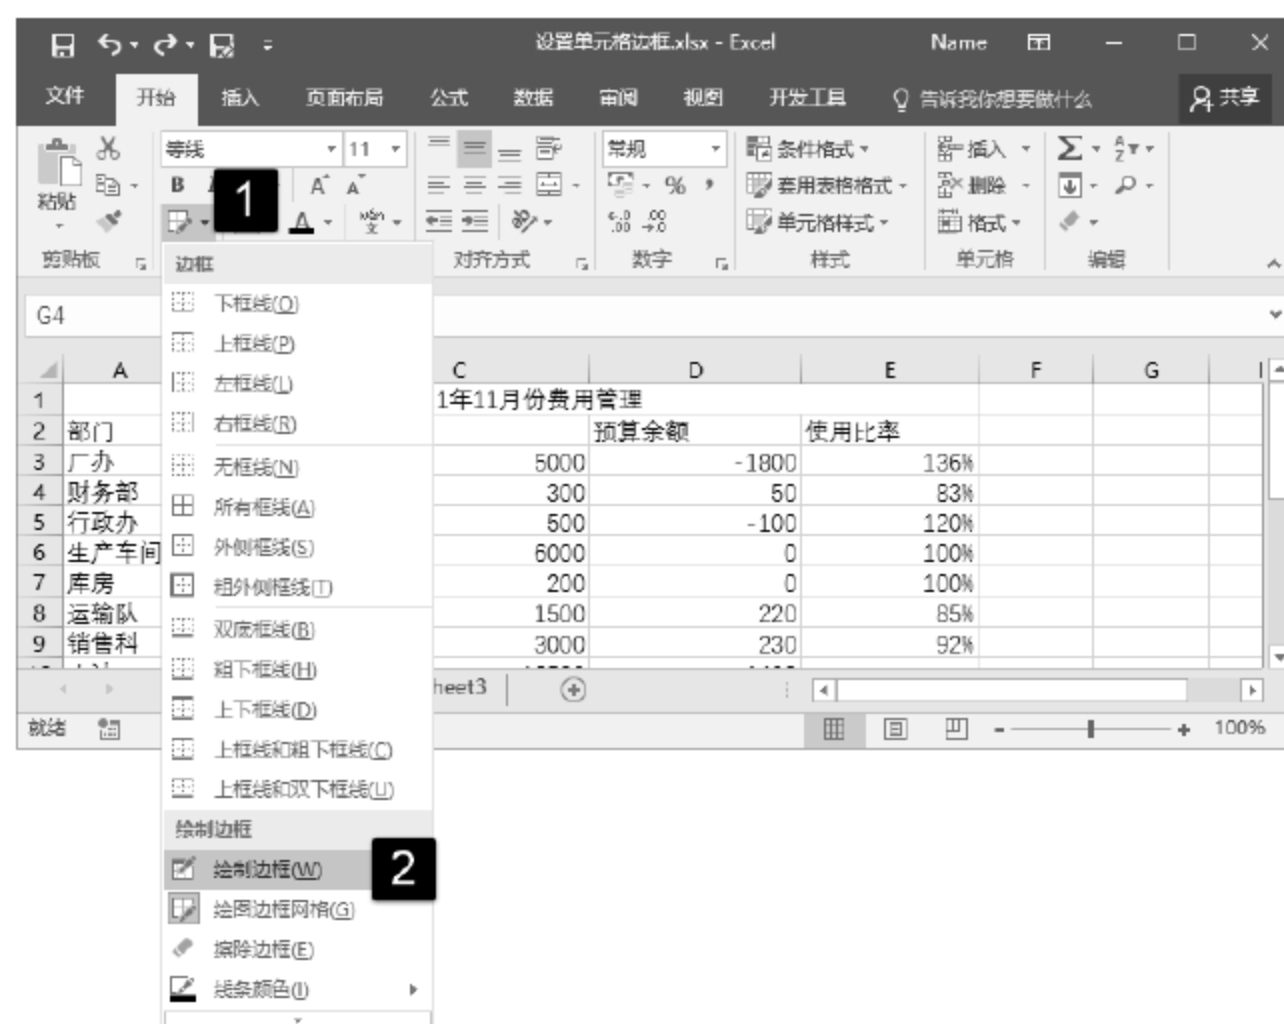 设置单元格边框.xlsx - Excel
Name
文件 开始 插入 页面布局 公式 数据 审阅 视图 开发工具 告诉我你想要做什么 共享
等线 11 常规 条件格式 插入
粘贴 B 1 % 套用表格格式 删除
单元格样式 格式
剪贴板 对齐方式 数字 样式 单元格 编辑
边框
G4
下框线(O)
上框线(P)
左框线(L)
右框线(R)
无框线(N)
所有框线(A)
外侧框线(S)
粗外侧框线(T)
双底框线(B)
粗下框线(H)
上下框线(D)
上框线和粗下框线(C)
上框线和双下框线(U)
绘制边框
绘制边框(W) 2
绘图边框网格(G)
擦除边框(E)
线条颜色(I)
A C D E F G
1 1年11月份费用管理
2 部门 预算余额 使用比率
3 厂办 5000 -1800 136%
4 财务部 300 50 83%
5 行政办 500 -100 120%
6 生产车间 6000 0 100%
7 库房 200 0 100%
8 运输队 1500 220 85%
9 销售科 3000 230 92%
heet3
就绪 100%